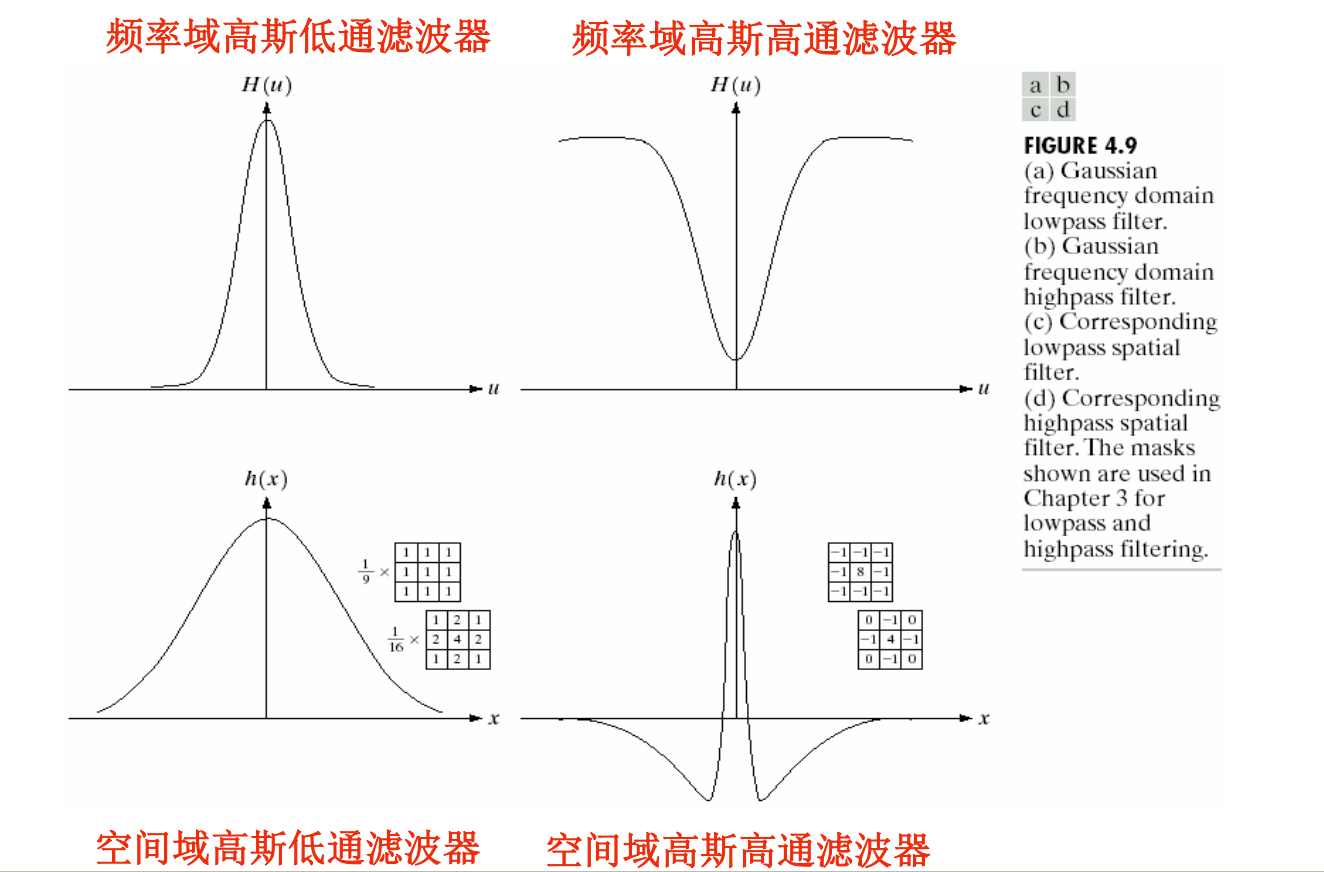 频率域高斯低通滤波器
频率域高斯高通滤波器
H(u)
H(u)
u
u
h(x)
h(x)
1/9 ×
1 1 1
1 1 1
1 1 1
1/16 ×
1 2 1
2 4 2
1 2 1
−1 −1 −1
−1 8 −1
−1 −1 −1
0 −1 0
−1 4 −1
0 −1 0
x
x
空间域高斯低通滤波器
空间域高斯高通滤波器
a b
c d
FIGURE 4.9
(a) Gaussian
frequency domain
lowpass filter.
(b) Gaussian
frequency domain
highpass filter.
(c) Corresponding
lowpass spatial
filter.
(d) Corresponding
highpass spatial
filter. The masks
shown are used in
Chapter 3 for
lowpass and
highpass filtering.